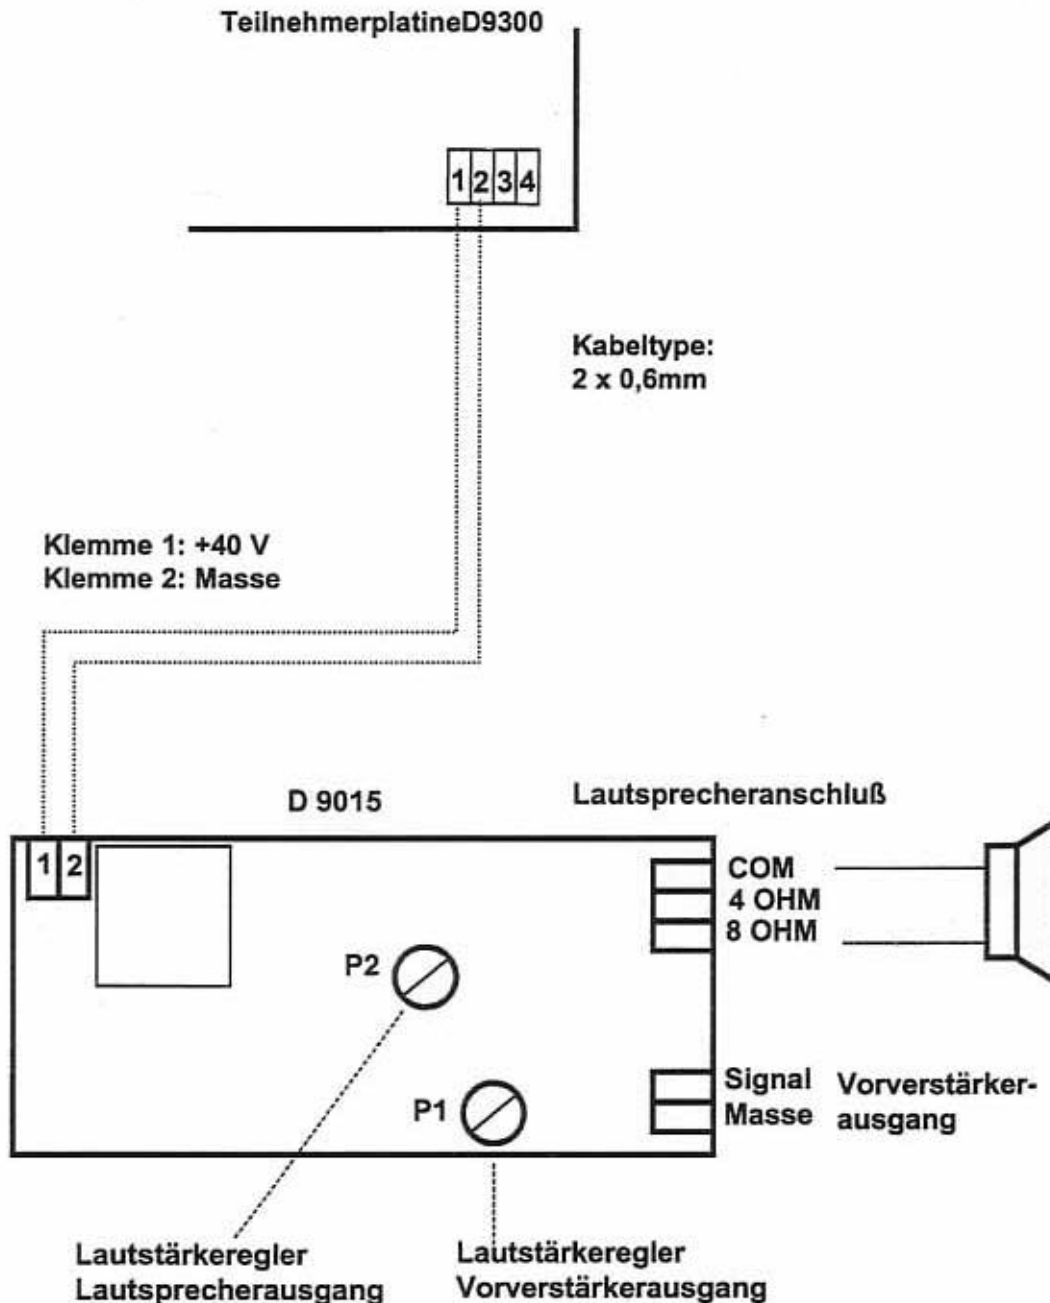 TeilnehmerplatineD9300
1 2 3 4
Kabeltype:
2 x 0,6mm
Klemme 1: +40 V
Klemme 2: Masse
D 9015
Lautsprecheranschluß
1 2
COM
4 OHM
8 OHM
P2
P1
Signal
Masse
Vorverstärker-
ausgang
Lautstärkeregler
Lautsprecherausgang
Lautstärkeregler
Vorverstärkerausgang